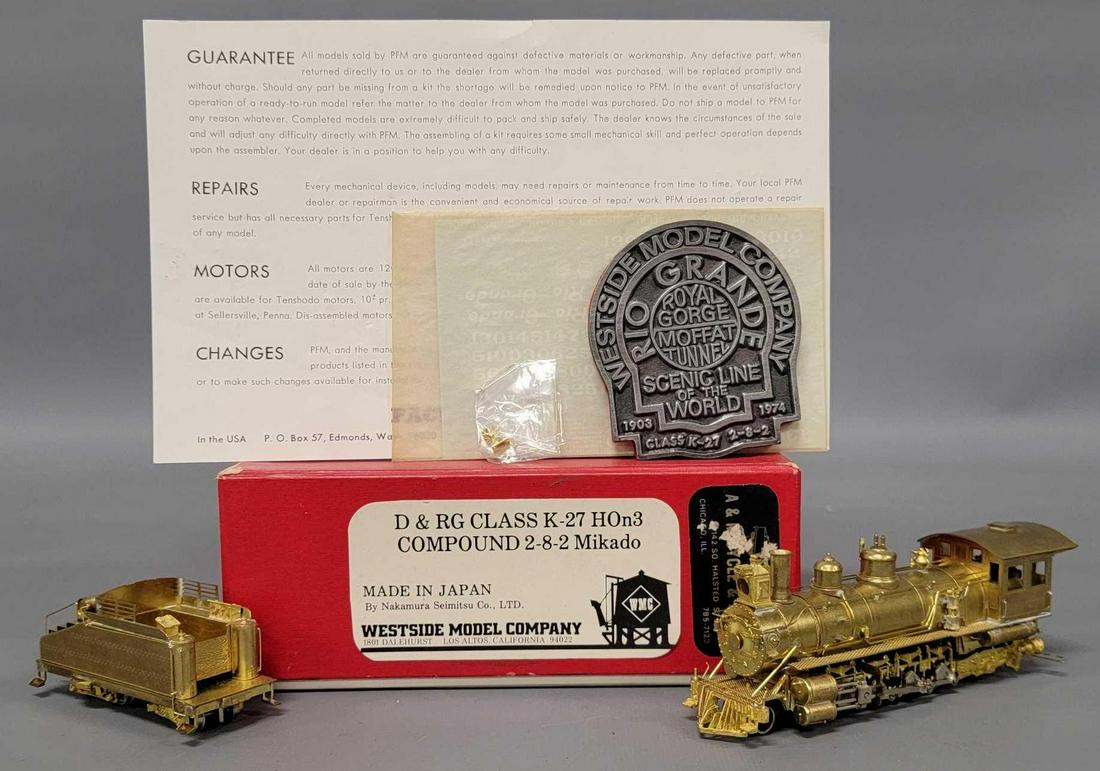 GUARANTEE All models sold by PFM are guaranteed against defective materials or workmanship. Any defective part, when
returned directly to us or to the dealer from whom the model was purchased, will be replaced promptly and
without charge. Should any part be missing from a kit the shortage will be remedied upon notice to PFM. In the event of unsatisfactory
operation of a ready-to-run model refer the matter to the dealer from whom the model was purchased. Do not ship a model to PFM for
any reason whatever. Completed models are extremely difficult to pack and ship safely. The dealer knows the circumstances of the sale
and will adjust any difficulty directly with PFM. The assembling of a kit requires some small mechanical skill and perfect operation depends
upon the assembler. Your dealer is in a position to help you with any difficulty.
REPAIRS Every mechanical device, including models, may need repairs or maintenance from time to time. Your local PFM
dealer or repairman is the convenient and economical source of repair work. PFM does not operate a repair
service but has all necessary parts for Tensh
of any model.
MOTORS All motors are 12
date of sale by the
are available for Tenshodo motors, 10¢ pr.
at Sellersville, Penna. Dis-assembled motors
CHANGES PFM, and the manu
products listed in
or to make such changes available for instal
In the USA P. O. Box 57, Edmonds, Wa
98020
FAC
WESTSIDE MODEL COMPANY
RIO GRANDE
ROYAL
GORGE
MOFFAT
TUNNEL
SCENIC LINE
OF THE
WORLD
1903 1974
CLASS K-27 2-8-2
D & RG CLASS K-27 HOn3
COMPOUND 2-8-2 Mikado
MADE IN JAPAN
By Nakamura Seimitsu Co., LTD.
WMC
WESTSIDE MODEL COMPANY
1801 DALEHURST LOS ALTOS, CALIFORNIA 94022
A &
42 SO. HALSTED
CHICAGO, ILL.
785-7123